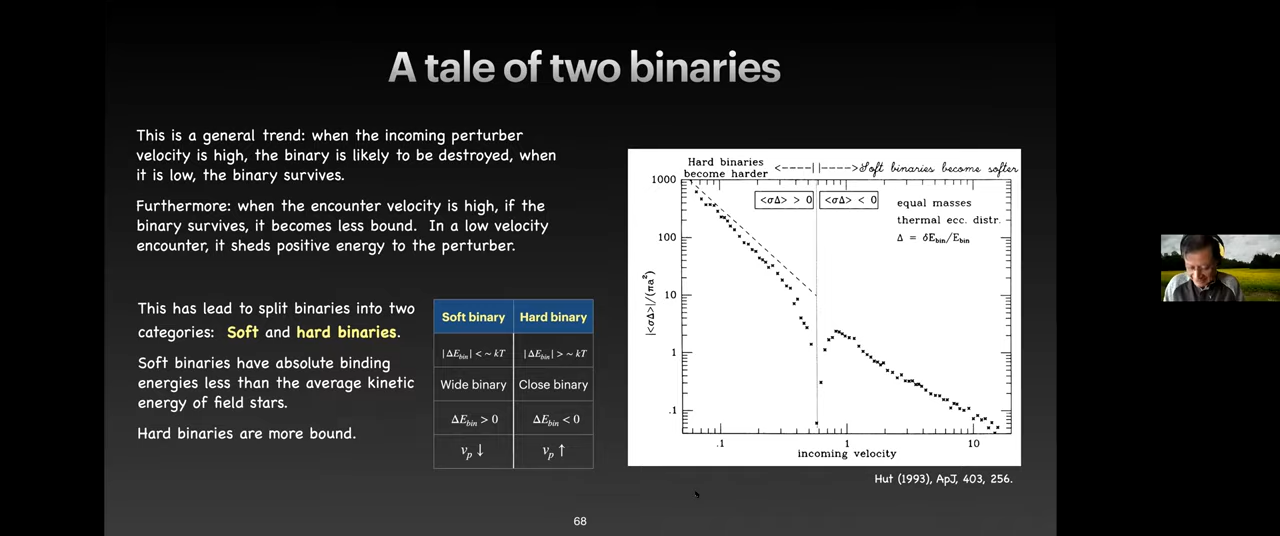 A tale of two binaries
This is a general trend: when the incoming perturber
velocity is high, the binary is likely to be destroyed, when
it is low, the binary survives.
Furthermore: when the encounter velocity is high, if the
binary survives, it becomes less bound. In a low velocity
encounter, it sheds positive energy to the perturber.
This has lead to split binaries into two
categories: Soft and hard binaries.
Soft binaries have absolute binding
energies less than the average kinetic
energy of field stars.
Hard binaries are more bound.
Soft binary Hard binary
|ΔE_bin| < ~ kT |ΔE_bin| > ~ kT
Wide binary Close binary
ΔE_bin > 0 ΔE_bin < 0
v_p ↓ v_p ↑
Hard binaries
become harder <----| |---->Soft binaries become softer
<σΔ> > 0 <σΔ> < 0
equal masses
thermal ecc. distr.
Δ = δE_bin/E_bin
|<σΔ>|/(πa²)
1000
100
10
1
.1
.1 1 10
incoming velocity
Hut (1993), ApJ, 403, 256.
68